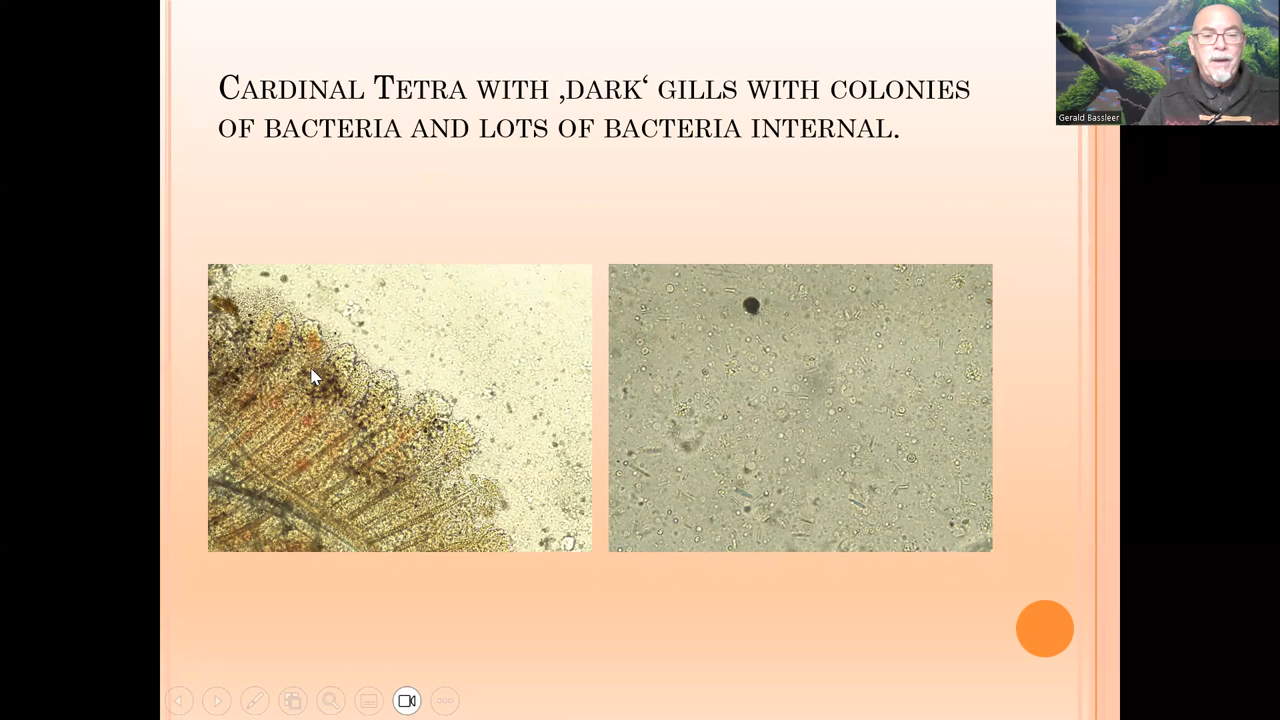 Cardinal Tetra with ‚dark‘ gills with colonies
of bacteria and lots of bacteria internal.
Gerald Bassleer